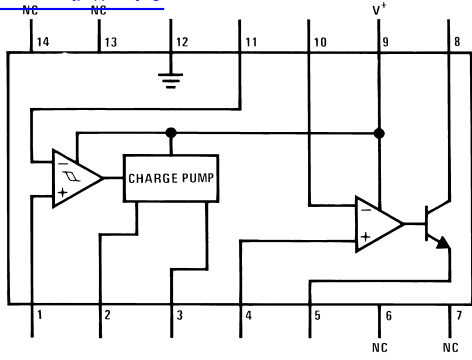 NC NC V+
14 13 12 11 10 9 8
− CHARGE PUMP
+ −
+
1 2 3 4 5 6 7
NC NC